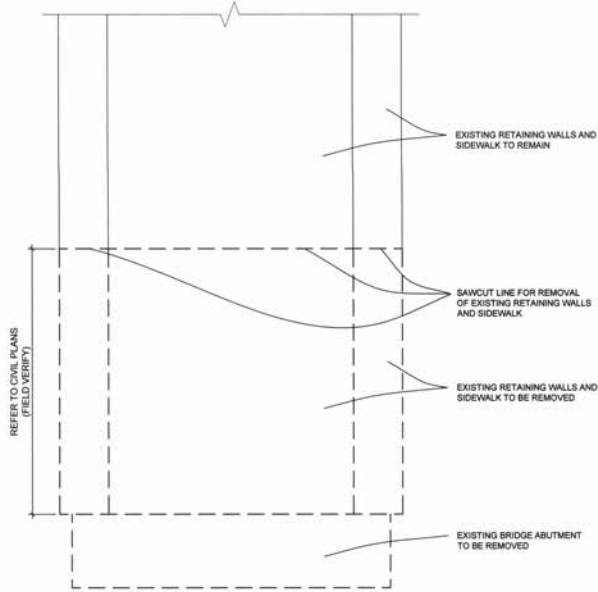 EXISTING RETAINING WALLS AND
SIDEWALK TO REMAIN
SAWCUT LINE FOR REMOVAL
OF EXISTING RETAINING WALLS
AND SIDEWALK
REFER TO CIVIL PLANS
(FIELD VERIFY)
EXISTING RETAINING WALLS AND
SIDEWALK TO BE REMOVED
EXISTING BRIDGE ABUTMENT
TO BE REMOVED